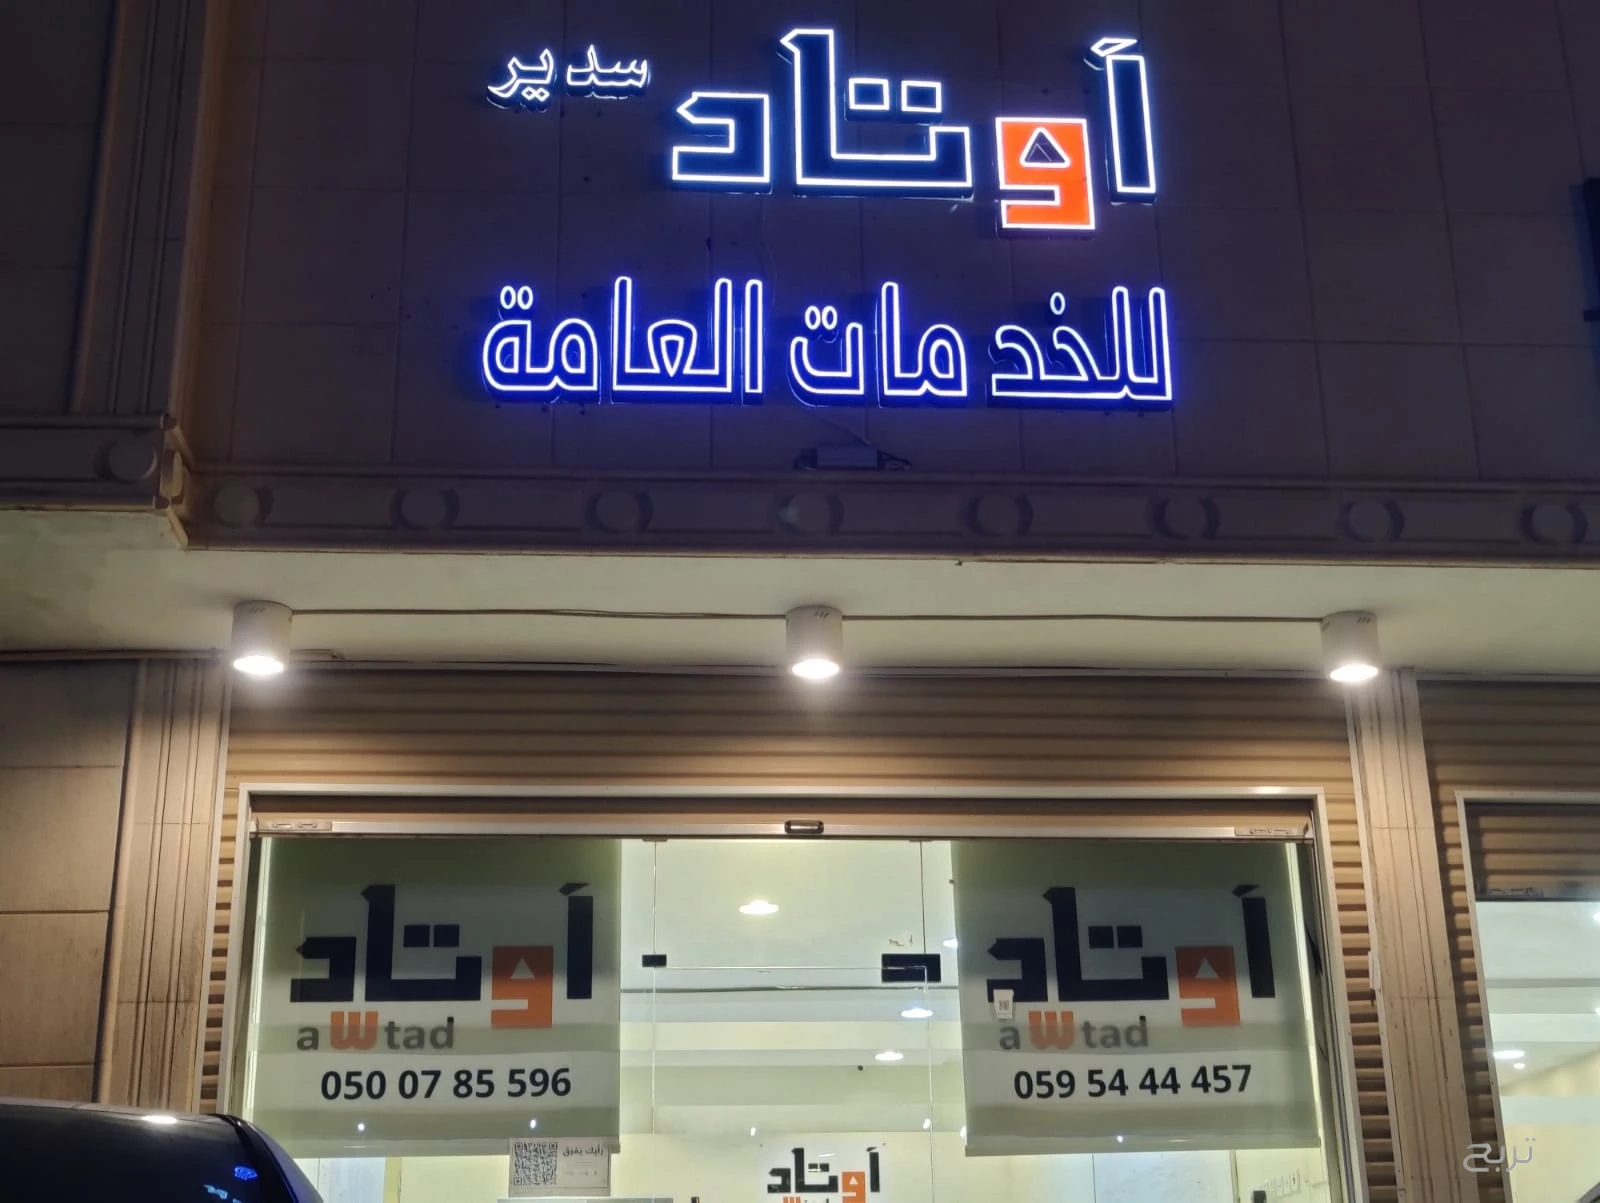 أوتاد سدير
للخدمات العامة
أوتاد
awtad
050 07 85 596
أوتاد
awtad
059 54 44 457
رأيك يفرق
أوتاد
تربح